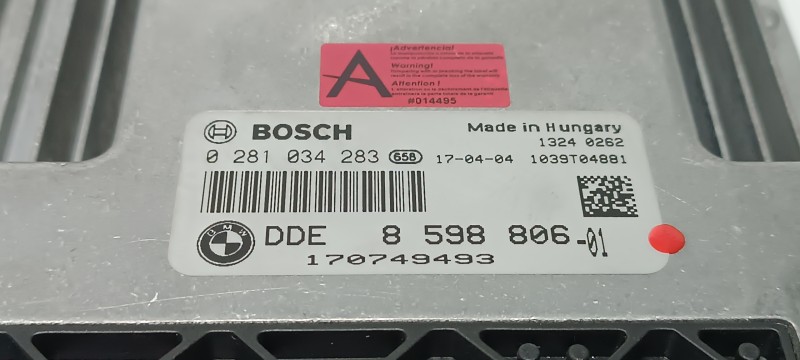 ¡Advertencia!
A
Warning!
Attention !
#014495
BOSCH
Made in Hungary
1324 0262
0 281 034 283 658 17-04-04 1039T04881
BMW DDE 8 598 806-01
170749493